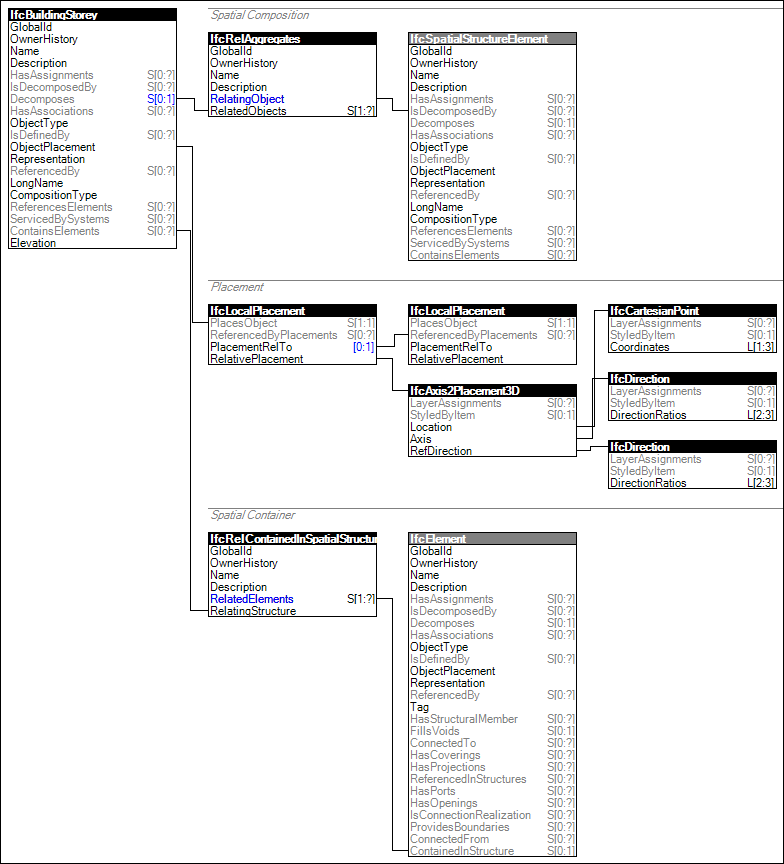 IfcBuildingStorey
GlobalId
OwnerHistory
Name
Description
HasAssignments S[0:?]
IsDecomposedBy S[0:?]
Decomposes S[0:1]
HasAssociations S[0:?]
ObjectType
IsDefinedBy S[0:?]
ObjectPlacement
Representation
ReferencedBy S[0:?]
LongName
CompositionType
ReferencesElements S[0:?]
ServicedBySystems S[0:?]
ContainsElements S[0:?]
Elevation
Spatial Composition
IfcRelAggregates
GlobalId
OwnerHistory
Name
Description
RelatingObject
RelatedObjects S[1:?]
IfcSpatialStructureElement
GlobalId
OwnerHistory
Name
Description
HasAssignments S[0:?]
IsDecomposedBy S[0:?]
Decomposes S[0:1]
HasAssociations S[0:?]
ObjectType
IsDefinedBy S[0:?]
ObjectPlacement
Representation
ReferencedBy S[0:?]
LongName
CompositionType
ReferencesElements S[0:?]
ServicedBySystems S[0:?]
ContainsElements S[0:?]
Placement
IfcLocalPlacement
PlacesObject S[1:1]
ReferencedByPlacements S[0:?]
PlacementRelTo [0:1]
RelativePlacement
IfcLocalPlacement
PlacesObject S[1:1]
ReferencedByPlacements S[0:?]
PlacementRelTo
RelativePlacement
IfcAxis2Placement3D
LayerAssignments S[0:?]
StyledByItem S[0:1]
Location
Axis
RefDirection
IfcCartesianPoint
LayerAssignments S[0:?]
StyledByItem S[0:1]
Coordinates L[1:3]
IfcDirection
LayerAssignments S[0:?]
StyledByItem S[0:1]
DirectionRatios L[2:3]
IfcDirection
LayerAssignments S[0:?]
StyledByItem S[0:1]
DirectionRatios L[2:3]
Spatial Container
IfcRelContainedInSpatialStructur
GlobalId
OwnerHistory
Name
Description
RelatedElements S[1:?]
RelatingStructure
IfcElement
GlobalId
OwnerHistory
Name
Description
HasAssignments S[0:?]
IsDecomposedBy S[0:?]
Decomposes S[0:1]
HasAssociations S[0:?]
ObjectType
IsDefinedBy S[0:?]
ObjectPlacement
Representation
ReferencedBy S[0:?]
Tag
HasStructuralMember S[0:?]
FillsVoids S[0:1]
ConnectedTo S[0:?]
HasCoverings S[0:?]
HasProjections S[0:?]
ReferencedInStructures S[0:?]
HasPorts S[0:?]
HasOpenings S[0:?]
IsConnectionRealization S[0:?]
ProvidesBoundaries S[0:?]
ConnectedFrom S[0:?]
ContainedInStructure S[0:1]